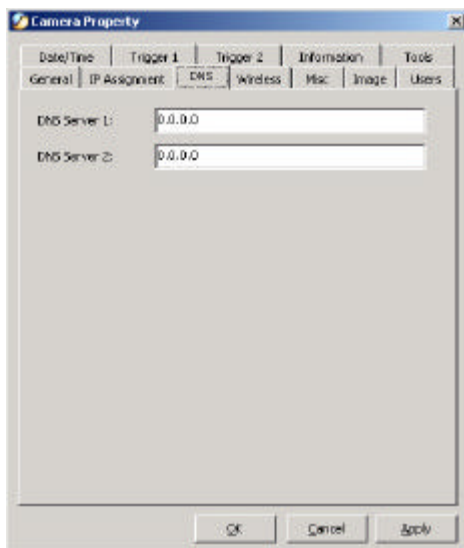 Camera Property
Date/Time Trigger 1 Trigger 2 Information Tools
General IP Assignment DNS Wireless Misc Image Users
DNS Server 1: 0.0.0.0
DNS Server 2: 0.0.0.0
OK Cancel Apply